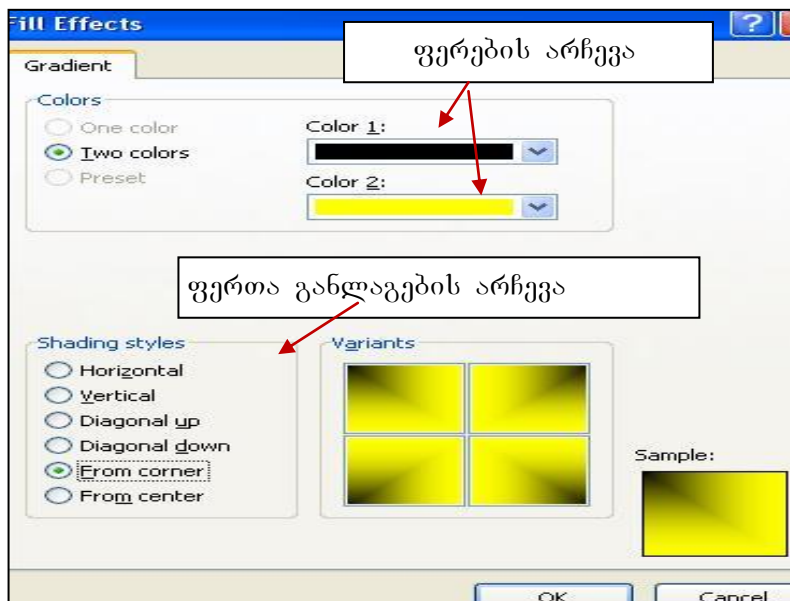 Fill Effects
ფერების არჩევა
Gradient
Colors
One color
Two colors
Preset
Color 1:
Color 2:
ფერთა განლაგების არჩევა
Shading styles
Horizontal
Vertical
Diagonal up
Diagonal down
From corner
From center
Variants
Sample:
OK
Cancel